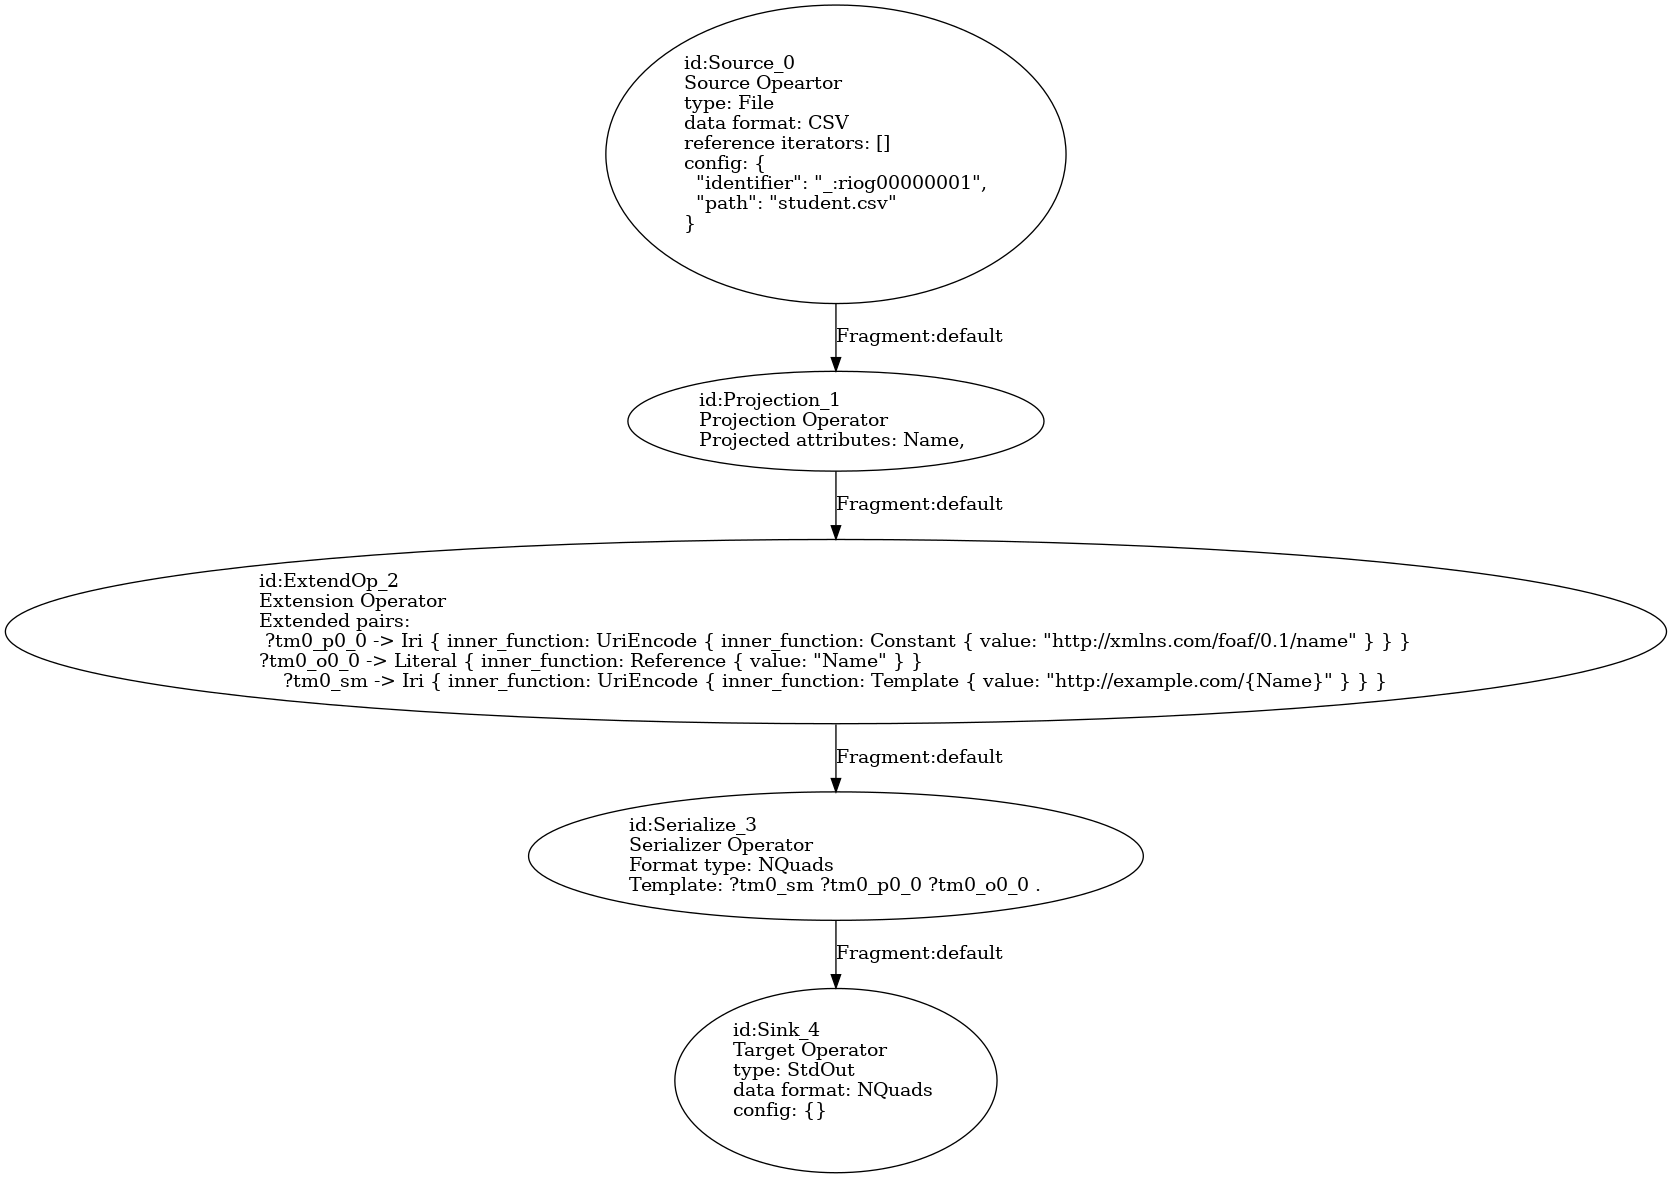 id:Source_0
Source Opeartor
type: File
data format: CSV
reference iterators: []
config: {
  "identifier": "_:riog00000001",
  "path": "student.csv"
}
Fragment:default
id:Projection_1
Projection Operator
Projected attributes: Name,
Fragment:default
id:ExtendOp_2
Extension Operator
Extended pairs:
 ?tm0_p0_0 -> Iri { inner_function: UriEncode { inner_function: Constant { value: "http://xmlns.com/foaf/0.1/name" } } }
?tm0_o0_0 -> Literal { inner_function: Reference { value: "Name" } }
    ?tm0_sm -> Iri { inner_function: UriEncode { inner_function: Template { value: "http://example.com/{Name}" } } }
Fragment:default
id:Serialize_3
Serializer Operator
Format type: NQuads
Template: ?tm0_sm ?tm0_p0_0 ?tm0_o0_0 .
Fragment:default
id:Sink_4
Target Operator
type: StdOut
data format: NQuads
config: {}